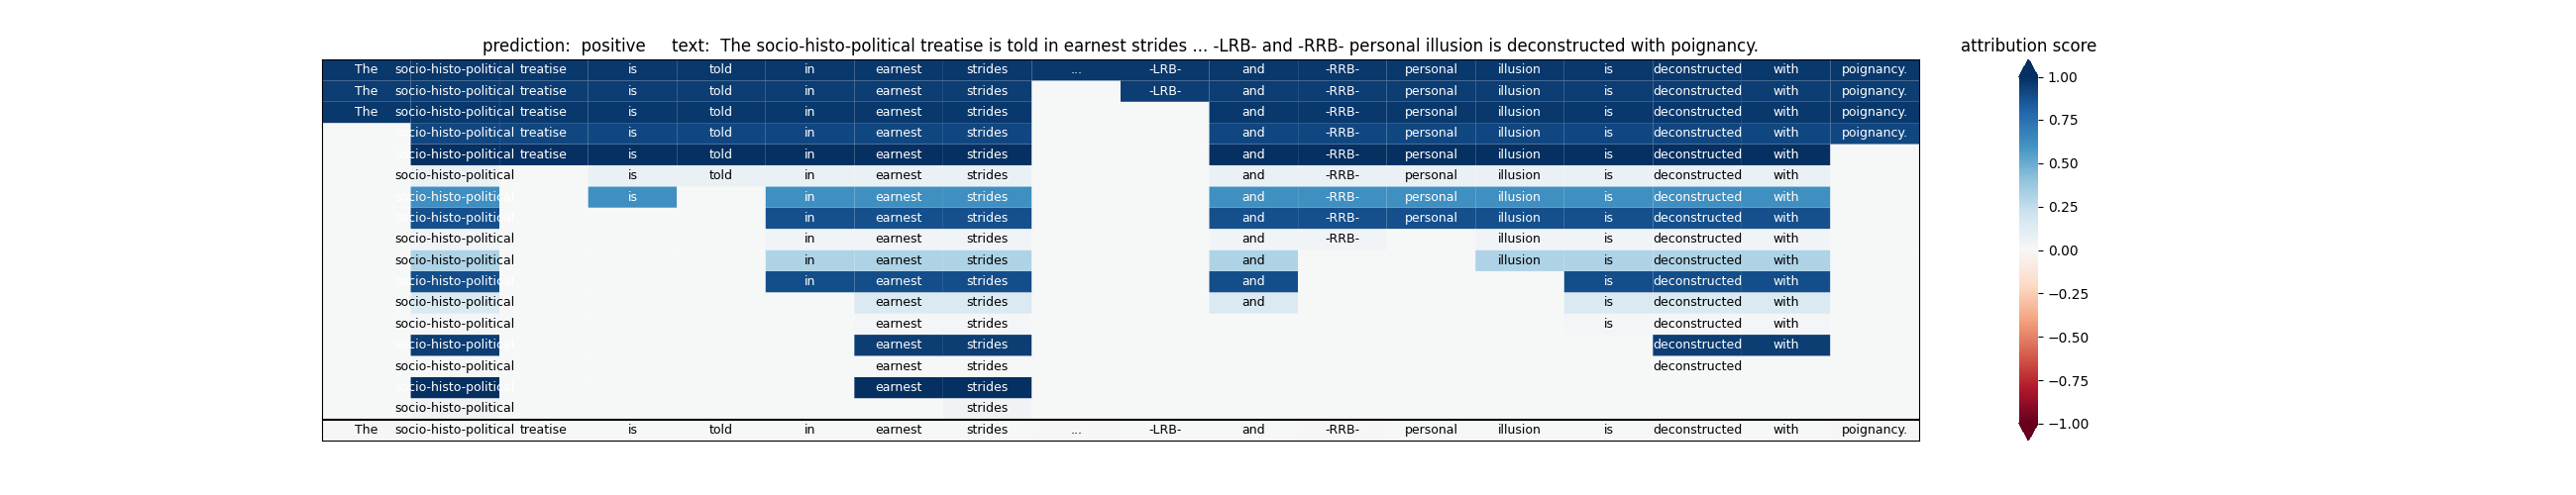 prediction: positive text: The socio-histo-political treatise is told in earnest strides ... -LRB- and -RRB- personal illusion is deconstructed with poignancy. attribution score
The socio-histo-political treatise is told in earnest strides ... -LRB- and -RRB- personal illusion is deconstructed with poignancy. 1.00
The socio-histo-political treatise is told in earnest strides -LRB- and -RRB- personal illusion is deconstructed with poignancy.
The socio-histo-political treatise is told in earnest strides and -RRB- personal illusion is deconstructed with poignancy. 0.75
socio-histo-political treatise is told in earnest strides and -RRB- personal illusion is deconstructed with poignancy.
socio-histo-political treatise is told in earnest strides and -RRB- personal illusion is deconstructed with 0.50
socio-histo-political is told in earnest strides and -RRB- personal illusion is deconstructed with
socio-histo-political is in earnest strides and -RRB- personal illusion is deconstructed with 0.25
socio-histo-political in earnest strides and -RRB- personal illusion is deconstructed with
socio-histo-political in earnest strides and -RRB- illusion is deconstructed with 0.00
socio-histo-political in earnest strides and illusion is deconstructed with
socio-histo-political in earnest strides and is deconstructed with
socio-histo-political earnest strides and is deconstructed with −0.25
socio-histo-political earnest strides is deconstructed with
socio-histo-political earnest strides deconstructed with −0.50
socio-histo-political earnest strides deconstructed
socio-histo-political earnest strides −0.75
socio-histo-political strides
The socio-histo-political treatise is told in earnest strides ... -LRB- and -RRB- personal illusion is deconstructed with poignancy. −1.00